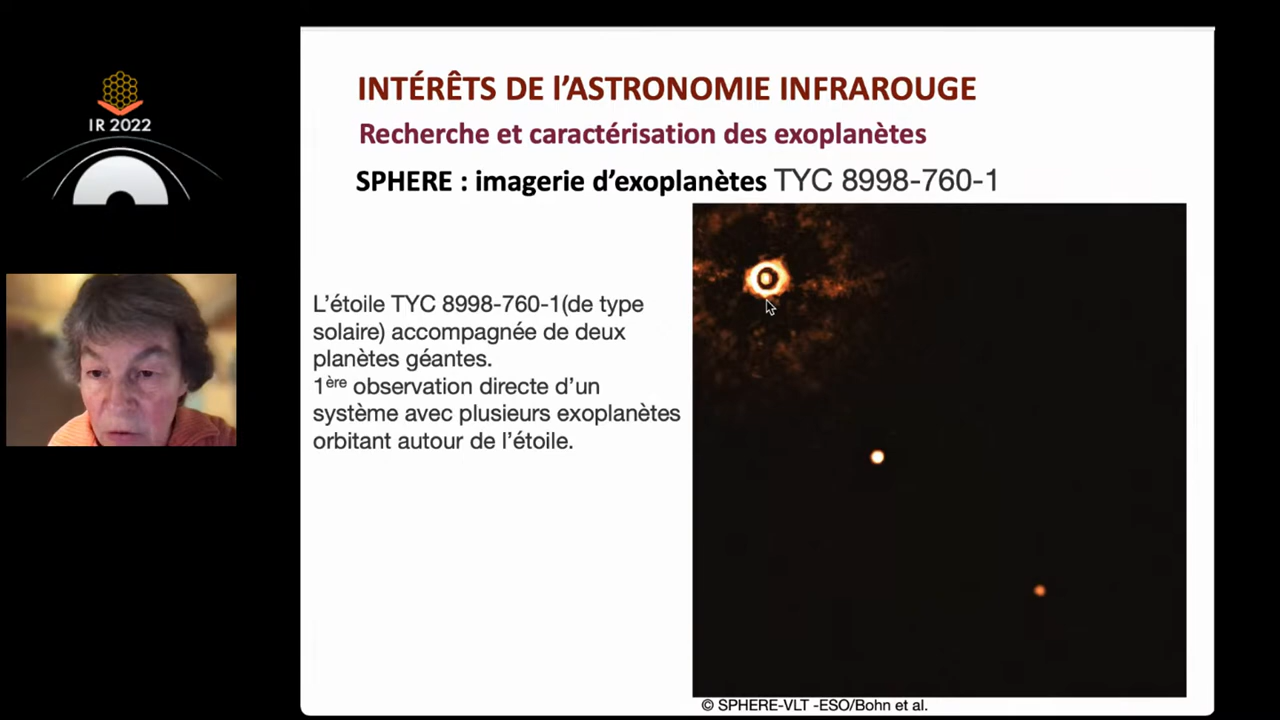 IR 2022
INTÉRÊTS DE l’ASTRONOMIE INFRAROUGE
Recherche et caractérisation des exoplanètes
SPHERE : imagerie d’exoplanètes TYC 8998-760-1
L’étoile TYC 8998-760-1(de type
solaire) accompagnée de deux
planètes géantes.
1ère observation directe d’un
système avec plusieurs exoplanètes
orbitant autour de l’étoile.
© SPHERE-VLT -ESO/Bohn et al.